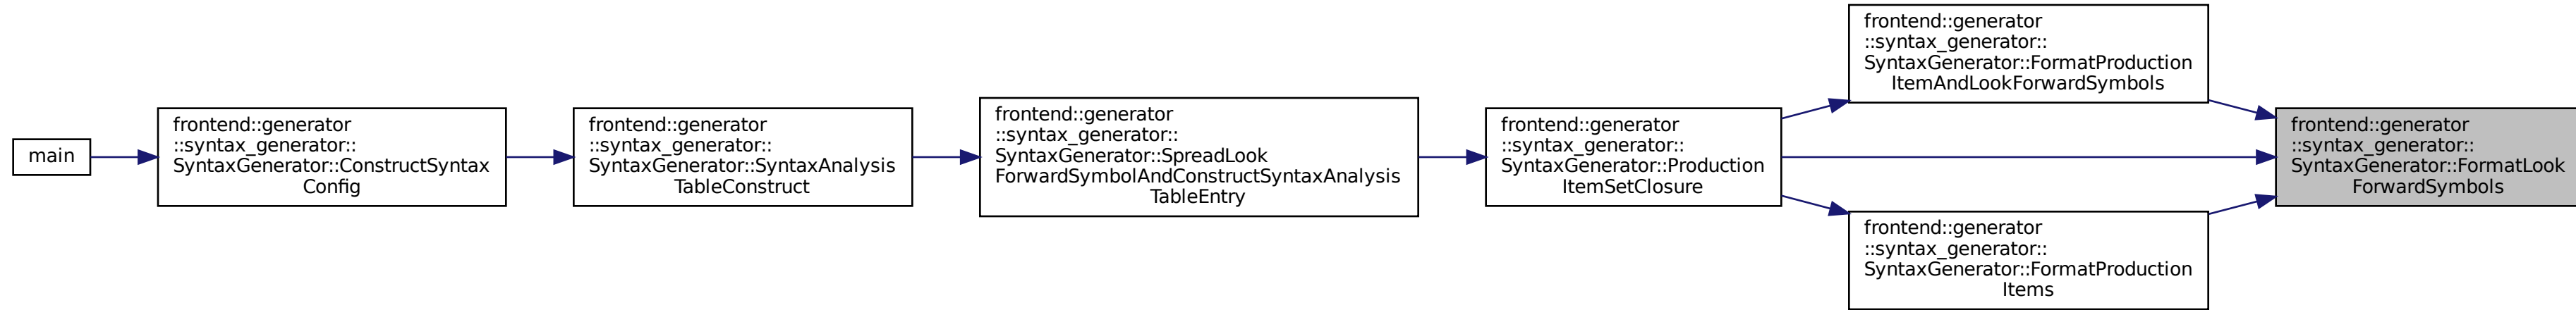 main
frontend::generator
::syntax_generator::
SyntaxGenerator::ConstructSyntax
Config
frontend::generator
::syntax_generator::
SyntaxGenerator::SyntaxAnalysis
TableConstruct
frontend::generator
::syntax_generator::
SyntaxGenerator::SpreadLook
ForwardSymbolAndConstructSyntaxAnalysis
TableEntry
frontend::generator
::syntax_generator::
SyntaxGenerator::Production
ItemSetClosure
frontend::generator
::syntax_generator::
SyntaxGenerator::FormatProduction
ItemAndLookForwardSymbols
frontend::generator
::syntax_generator::
SyntaxGenerator::FormatProduction
Items
frontend::generator
::syntax_generator::
SyntaxGenerator::FormatLook
ForwardSymbols